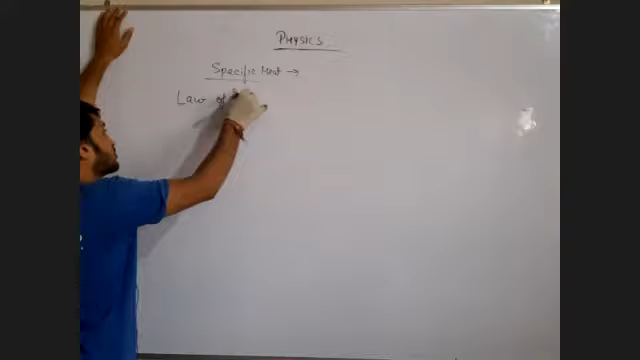 PHYSICS
Specific Heat →
Law of